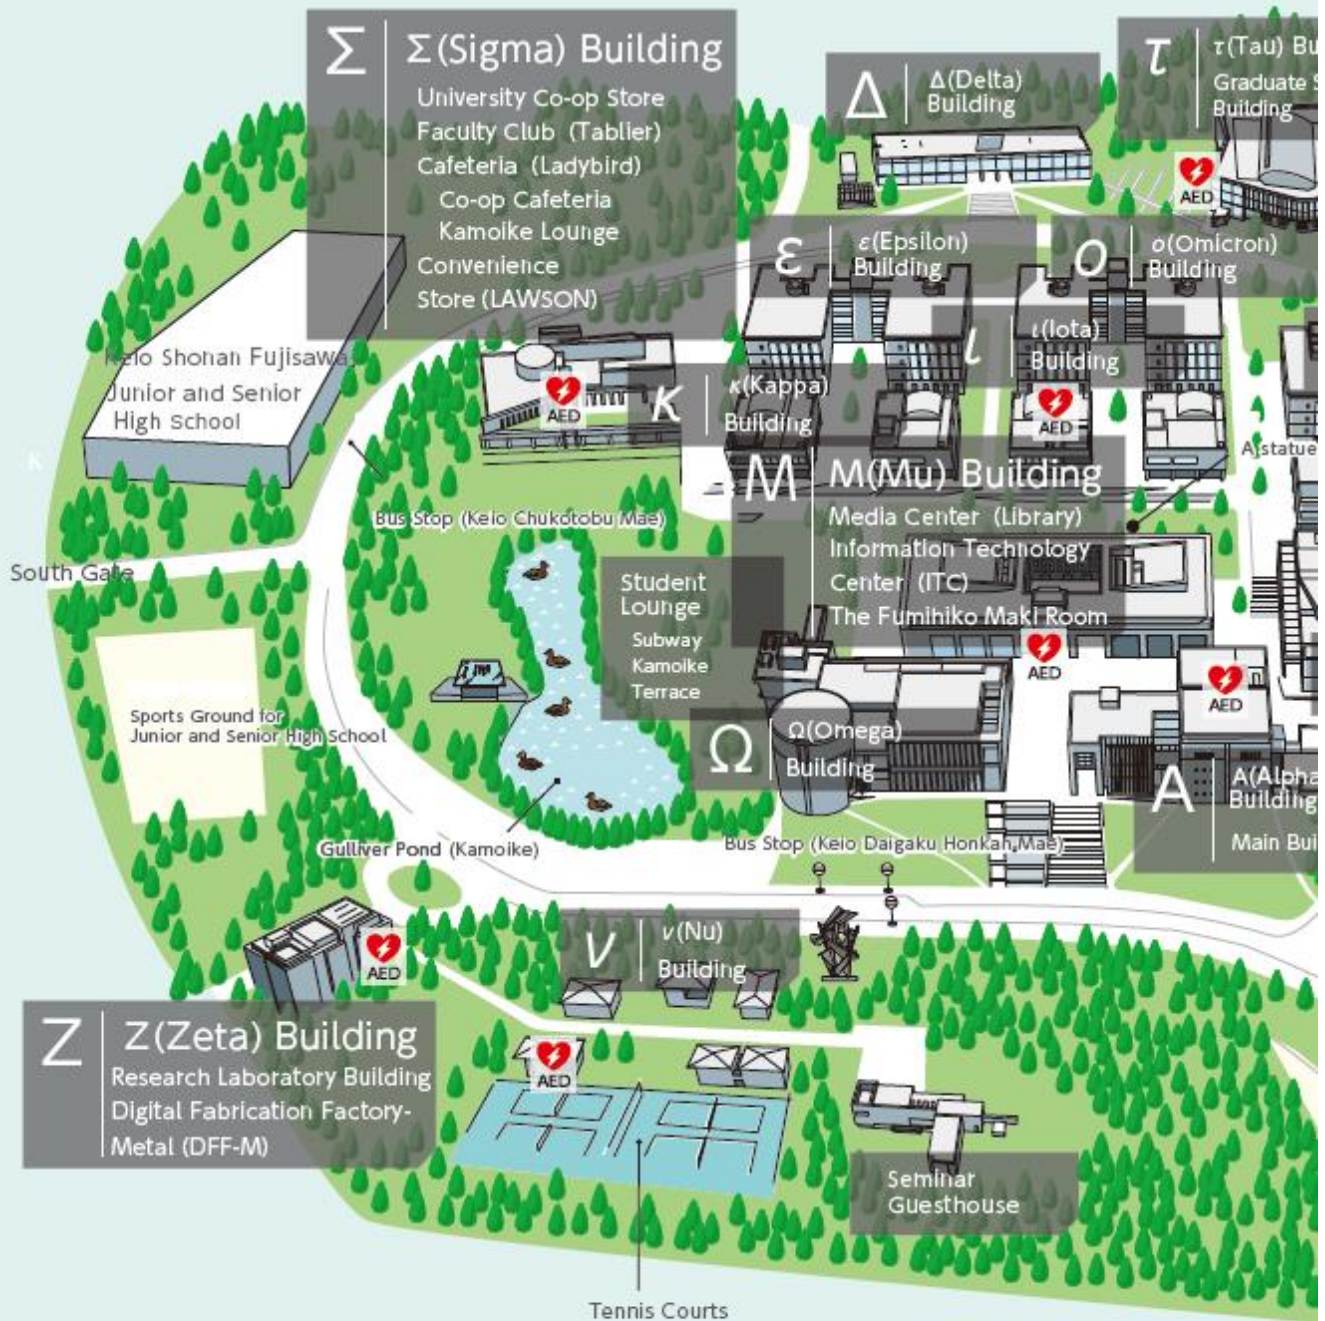 Σ
Σ(Sigma) Building
University Co-op Store
Faculty Club (Tablier)
Cafeteria (Ladybird)
Co-op Cafeteria
Kamoike Lounge
Convenience
Store (LAWSON)
Δ
Δ(Delta)
Building
τ
τ(Tau) Bu
Graduate S
Building
AED
ε
ε(Epsilon)
Building
ο
ο(Omicron)
Building
ι
ι(Iota)
Building
AED
Keio Shonan Fujisawa
Junior and Senior
High School
K
AED
κ
κ(Kappa)
Building
A statue
M
M(Mu) Building
Media Center (Library)
Information Technology
Center (ITC)
The Fumihiko Maki Room
AED
Bus Stop (Keio Chukotobu Mae)
South Gate
Student
Lounge
Subway
Kamoike
Terrace
AED
Sports Ground for
Junior and Senior High School
Ω
Ω(Omega)
Building
A
A(Alpha
Building
Main Bui
Gulliver Pond (Kamoike)
Bus Stop (Keio Daigaku Honkan Mae)
AED
ν
ν(Nu)
Building
Z
Z(Zeta) Building
Research Laboratory Building
Digital Fabrication Factory-
Metal (DFF-M)
AED
Seminar
Guesthouse
Tennis Courts